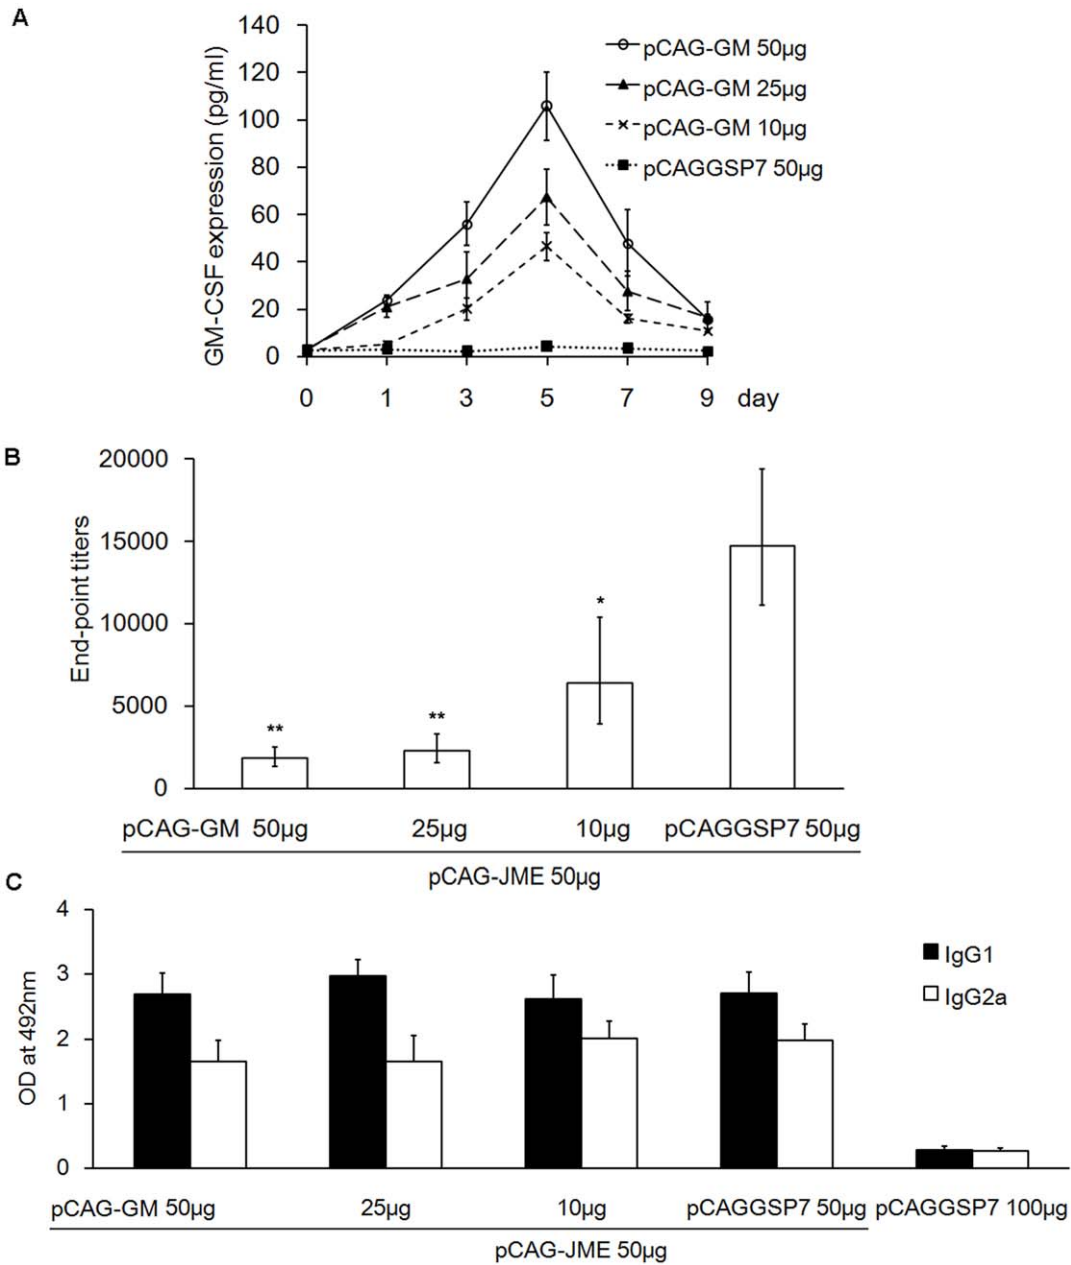 A
GM-CSF expression (pg/ml)
140
120
100
80
60
40
20
0
0 1 3 5 7 9 day
pCAG-GM 50µg
pCAG-GM 25µg
pCAG-GM 10µg
pCAGGSP7 50µg
B
End-point titers
20000
15000
10000
5000
0
** ** *
pCAG-GM 50µg 25µg 10µg pCAGGSP7 50µg
pCAG-JME 50µg
C
OD at 492nm
4
3
2
1
0
IgG1
IgG2a
pCAG-GM 50µg 25µg 10µg pCAGGSP7 50µg pCAGGSP7 100µg
pCAG-JME 50µg